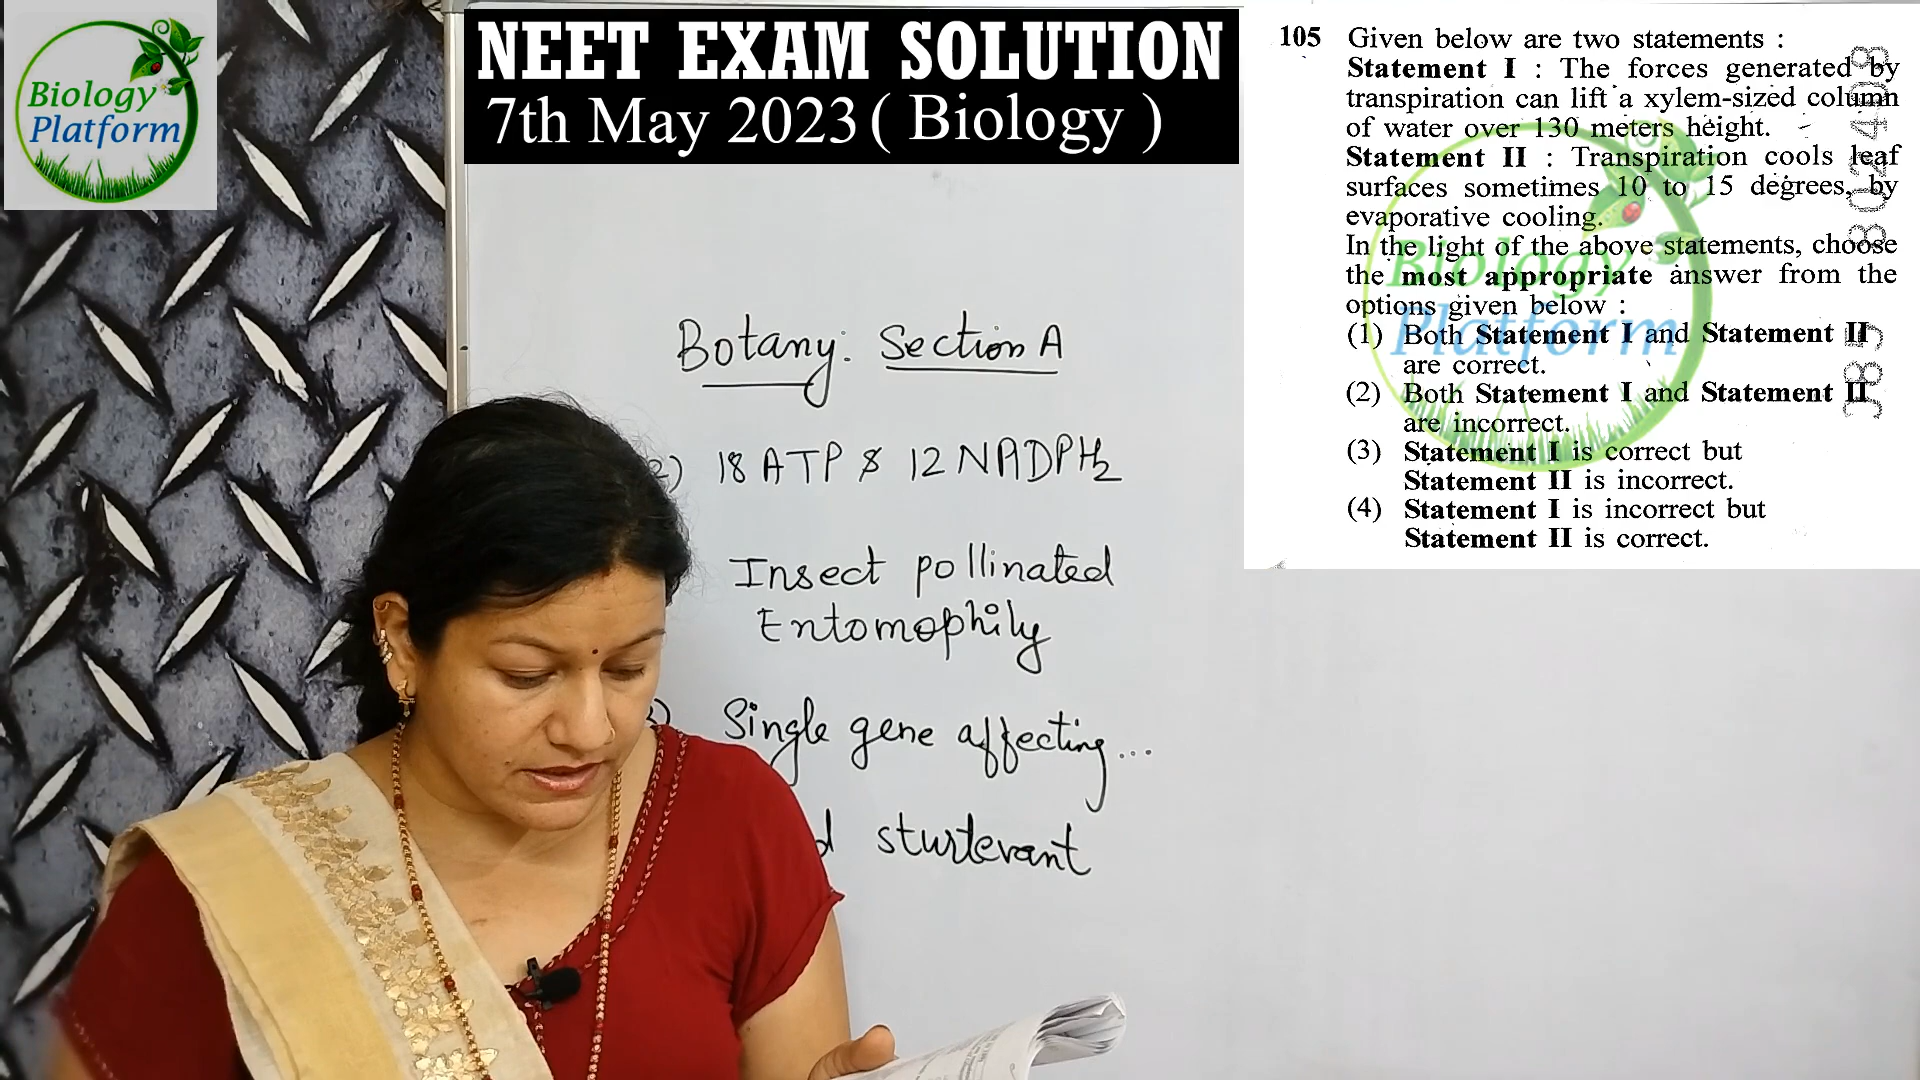 Biology
Platform
NEET EXAM SOLUTION
7th May 2023 ( Biology )
105 Given below are two statements :
Statement I : The forces generated by
transpiration can lift a xylem-sized column
of water over 130 meters height.
Statement II : Transpiration cools leaf
surfaces sometimes 10 to 15 degrees, by
evaporative cooling.
In the light of the above statements, choose
the most appropriate answer from the
options given below :
(1) Both Statement I and Statement II
are correct.
(2) Both Statement I and Statement II
are incorrect.
(3) Statement I is correct but
Statement II is incorrect.
(4) Statement I is incorrect but
Statement II is correct.
Biology
Platform
Botany: Section A
18 ATP & 12 NADPH2
Insect pollinated
Entomophily
Single gene affecting...
sturtevant